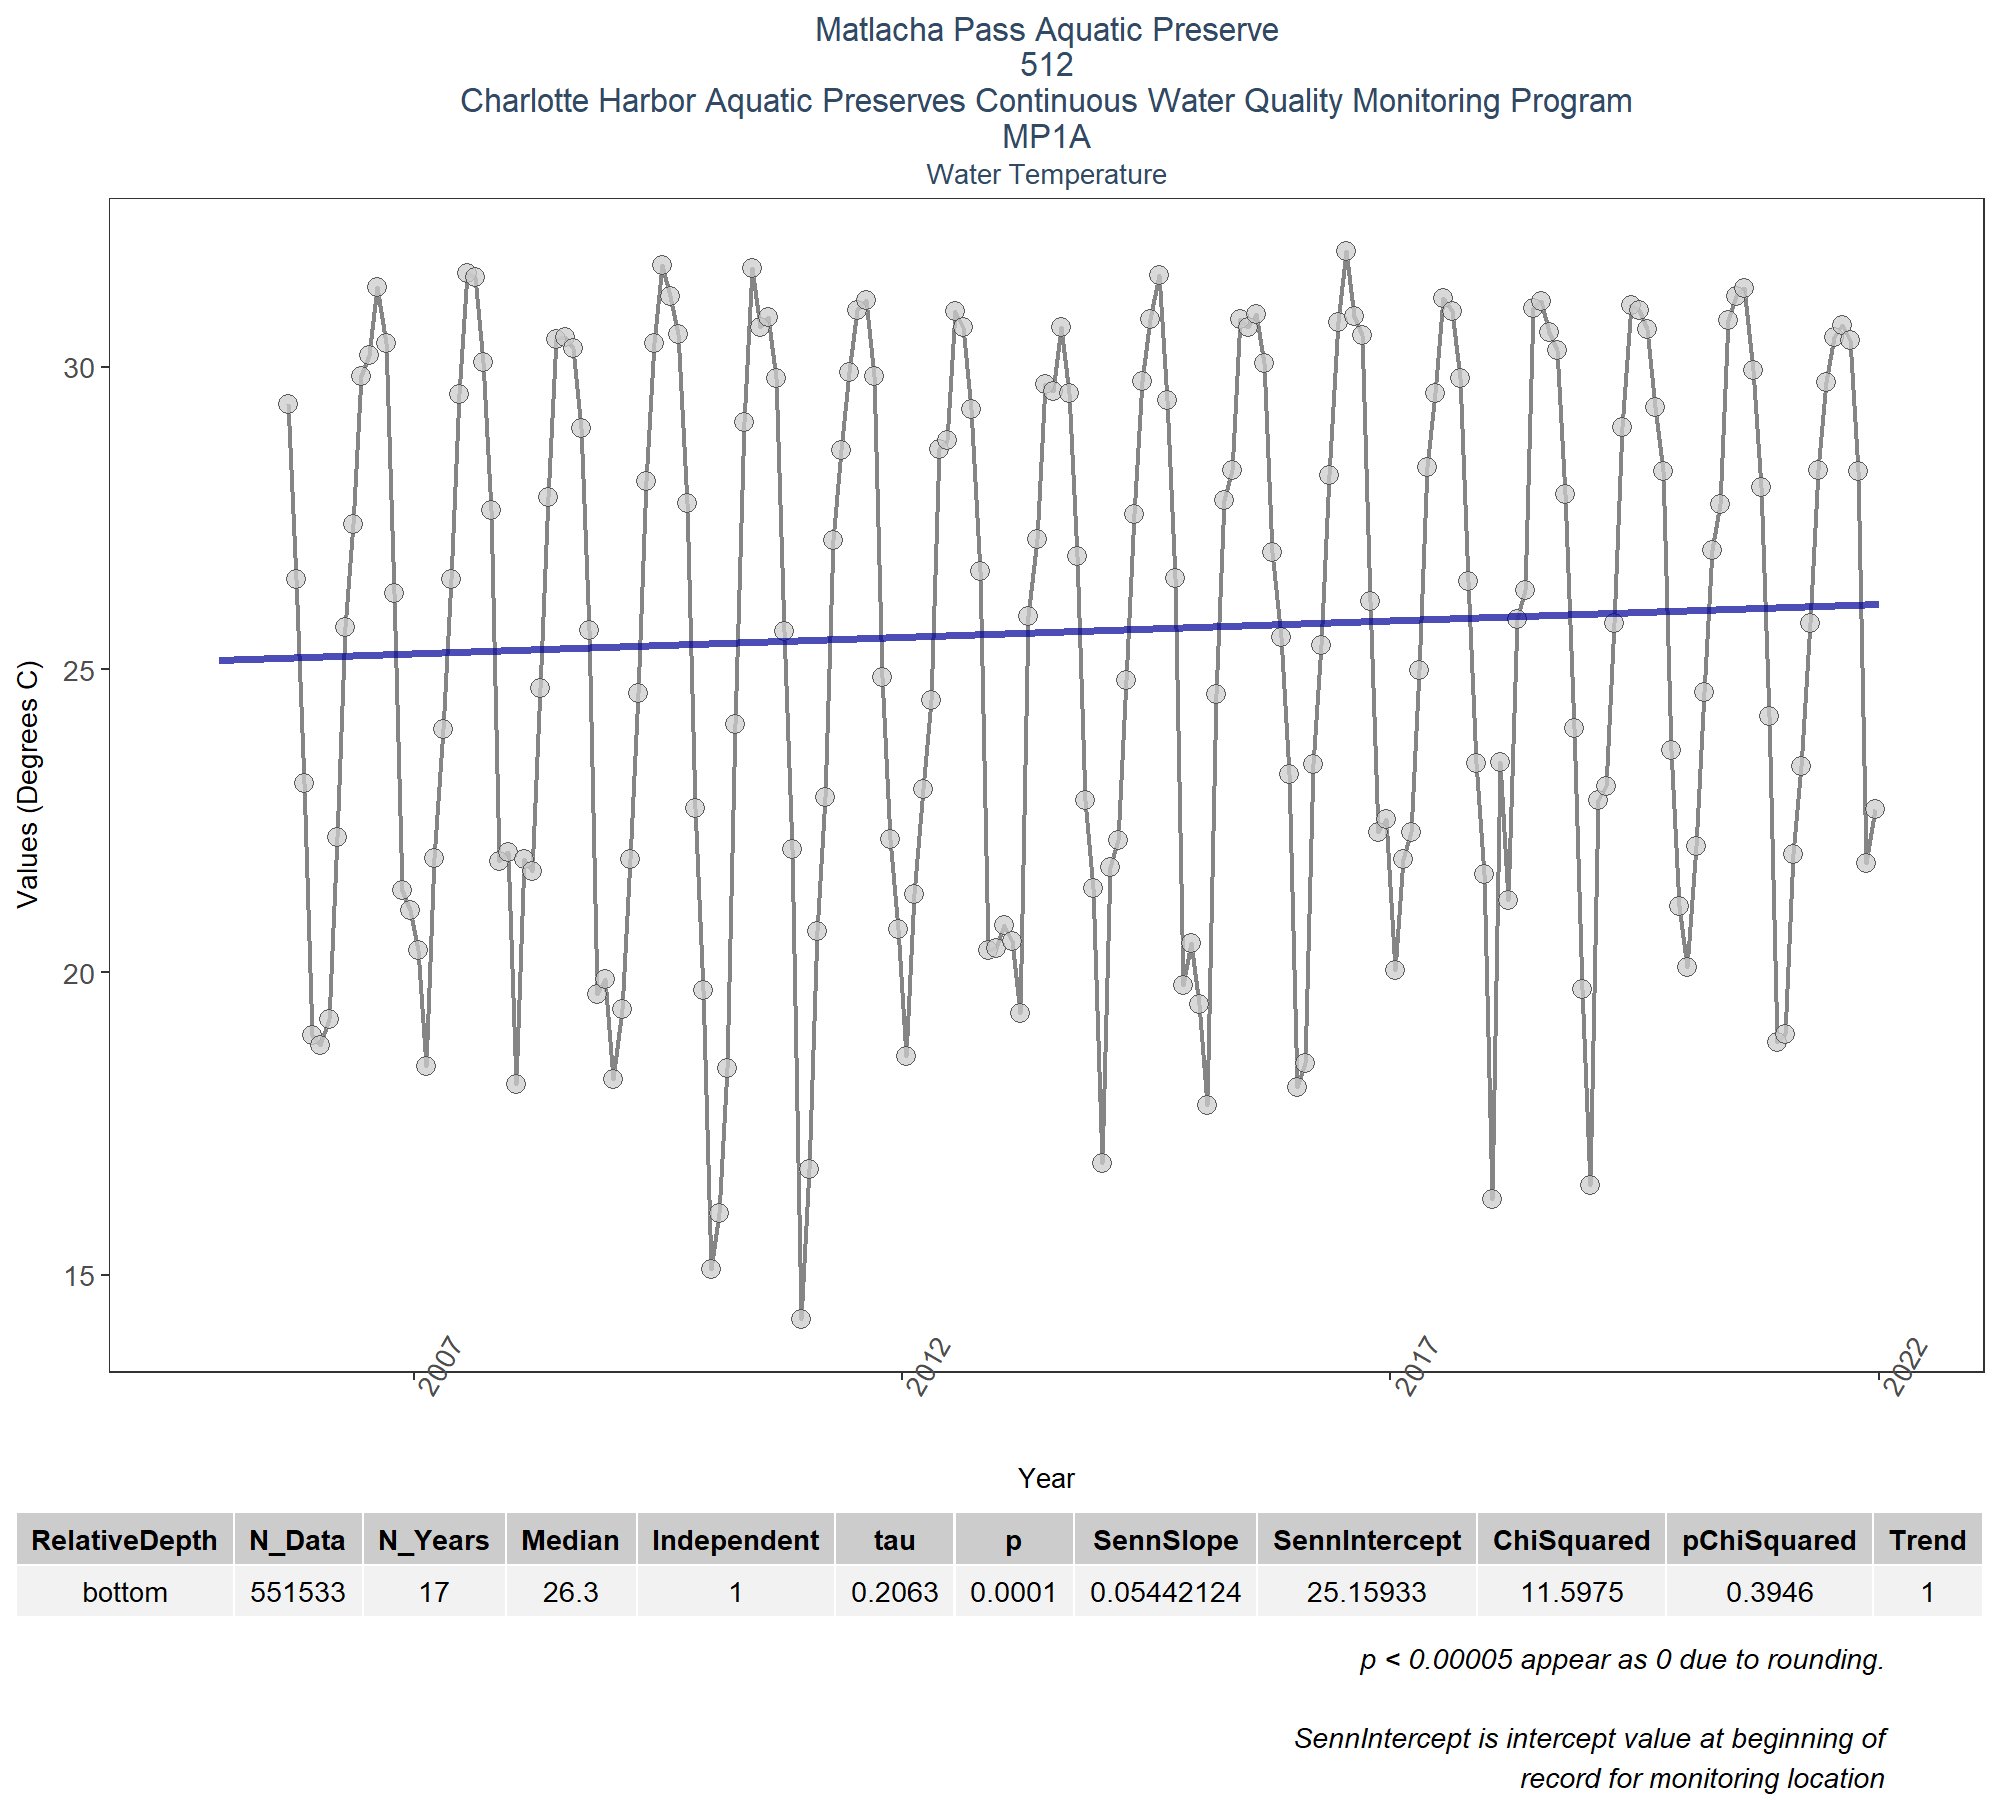 Matlacha Pass Aquatic Preserve
512
Charlotte Harbor Aquatic Preserves Continuous Water Quality Monitoring Program
MP1A
Water Temperature
Values (Degrees C)
30
25
20
15
2007 2012 2017 2022
Year
RelativeDepth N_Data N_Years Median Independent tau p SennSlope SennIntercept ChiSquared pChiSquared Trend
bottom 551533 17 26.3 1 0.2063 0.0001 0.05442124 25.15933 11.5975 0.3946 1
p < 0.00005 appear as 0 due to rounding.
SennIntercept is intercept value at beginning of
record for monitoring location